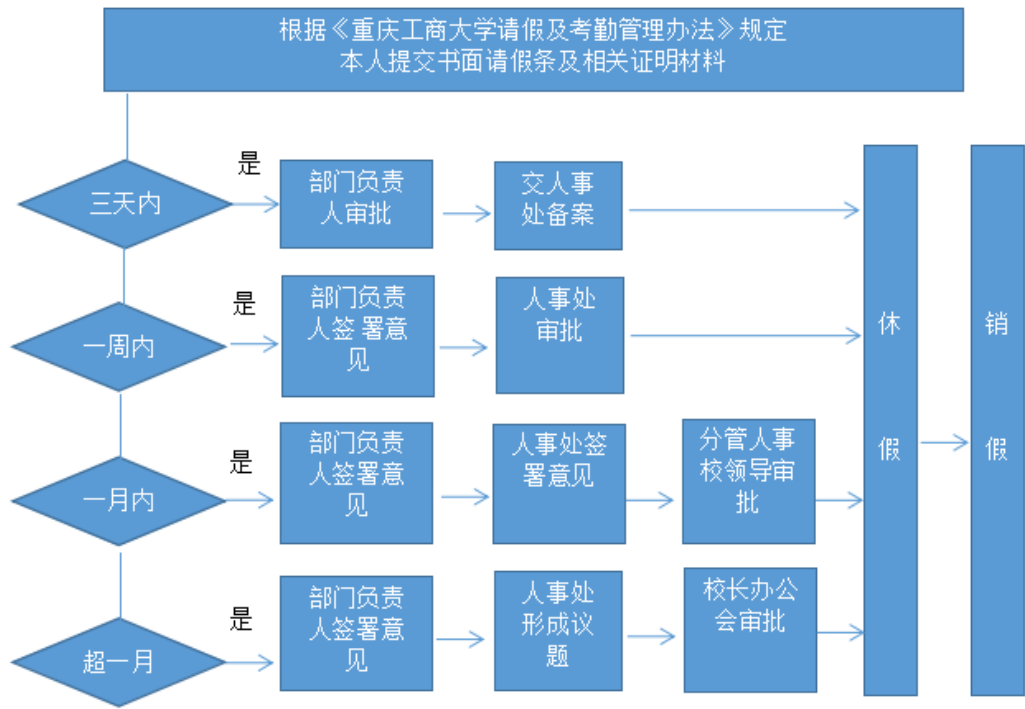 根据《重庆工商大学请假及考勤管理办法》规定
本人提交书面请假条及相关证明材料
三天内
是
部门负责
人审批
交人事
处备案
一周内
是
部门负责
人签 署意
见
人事处
审批
一月内
是
部门负责
人签署意
见
人事处签
署意见
分管人事
校领导审
批
超一月
是
部门负责
人签署意
见
人事处
形成议
题
校长办公
会审批
休
假
销
假